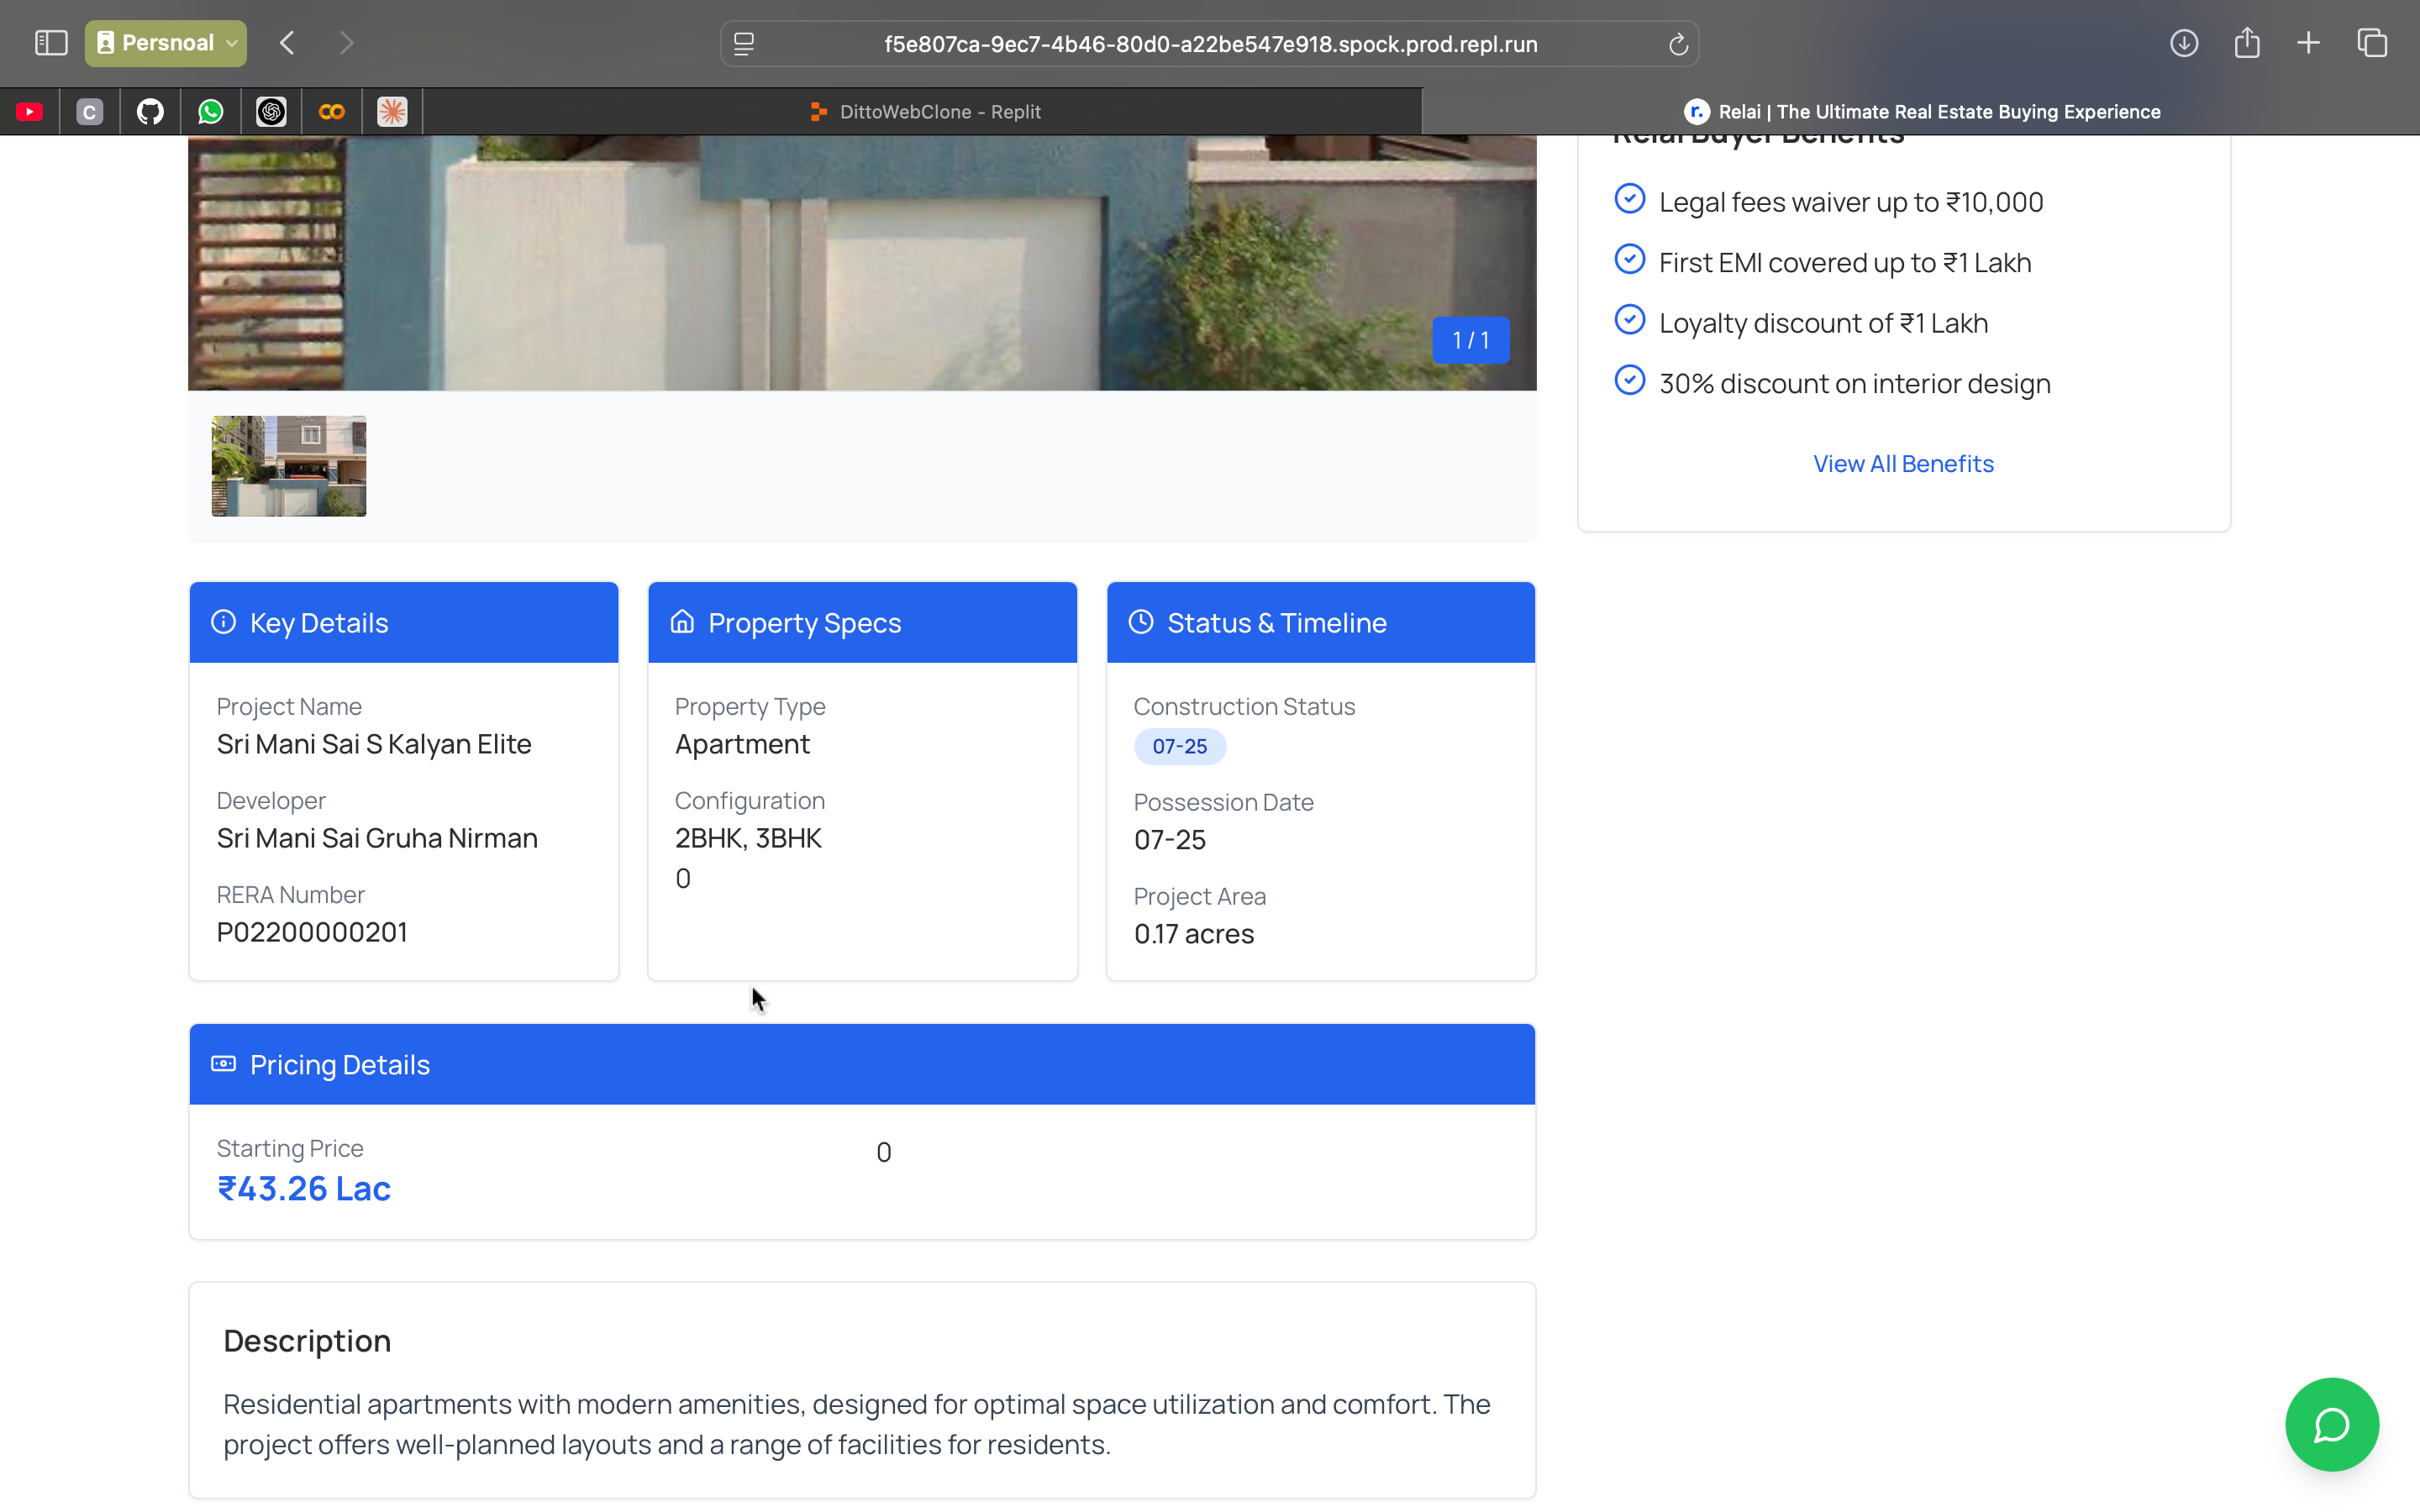 Persnoal
f5e807ca-9ec7-4b46-80d0-a22be547e918.spock.prod.repl.run
C
DittoWebClone - Replit
r. Relai | The Ultimate Real Estate Buying Experience
Relai Buyer Benefits
Legal fees waiver up to ₹10,000
First EMI covered up to ₹1 Lakh
Loyalty discount of ₹1 Lakh
30% discount on interior design
View All Benefits
1 / 1
Key Details
Project Name
Sri Mani Sai S Kalyan Elite
Developer
Sri Mani Sai Gruha Nirman
RERA Number
P02200000201
Property Specs
Property Type
Apartment
Configuration
2BHK, 3BHK
0
Status & Timeline
Construction Status
07-25
Possession Date
07-25
Project Area
0.17 acres
Pricing Details
Starting Price
₹43.26 Lac
0
Description
Residential apartments with modern amenities, designed for optimal space utilization and comfort. The
project offers well-planned layouts and a range of facilities for residents.